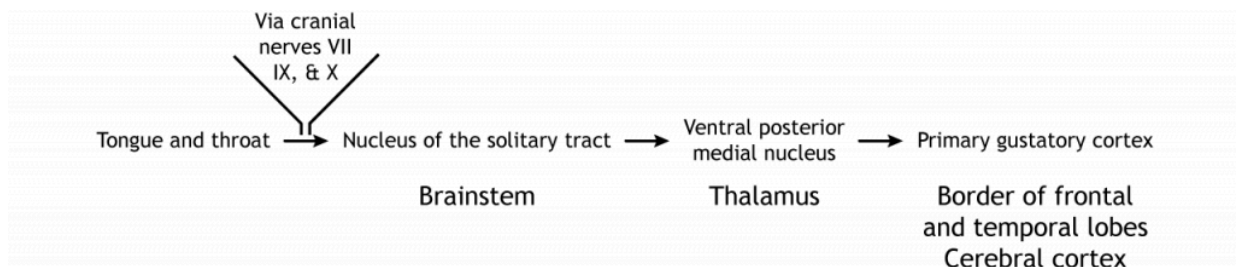 Via cranial
nerves VII
IX, & X
Tongue and throat
Nucleus of the solitary tract
Ventral posterior
medial nucleus
Primary gustatory cortex
Brainstem
Thalamus
Border of frontal
and temporal lobes
Cerebral cortex